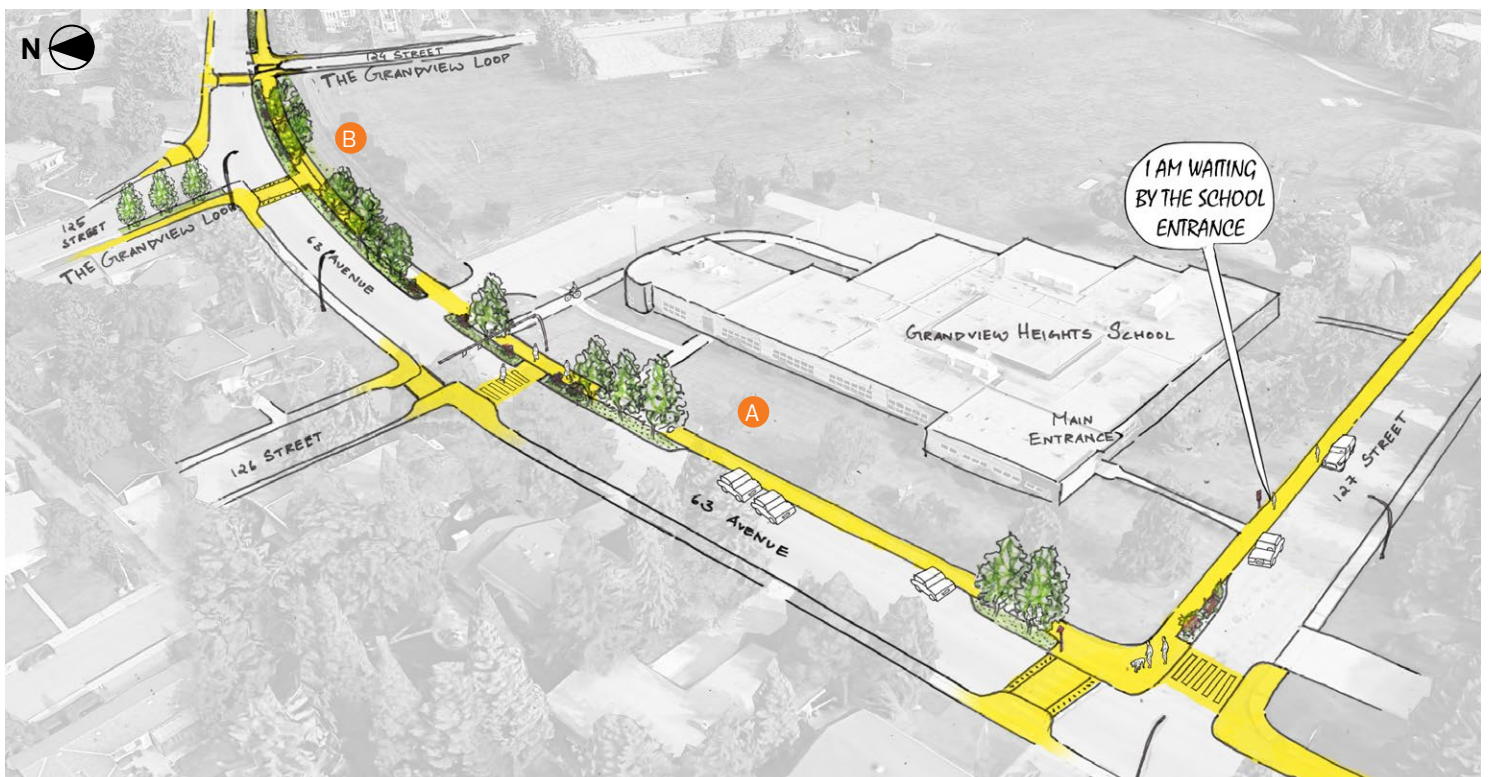 N
124 STREET
THE GRANDVIEW LOOP
B
I AM WAITING
BY THE SCHOOL
ENTRANCE
125
STREET
THE GRANDVIEW LOOP
63 AVENUE
GRANDVIEW HEIGHTS SCHOOL
A
MAIN
ENTRANCE
126 STREET
63 AVENUE
127 STREET